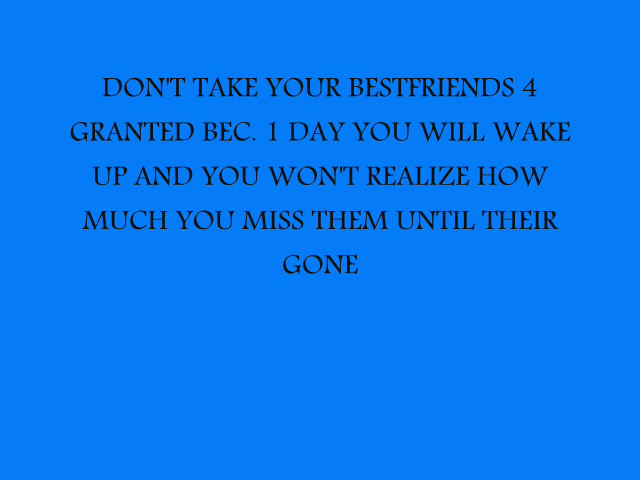 DON'T TAKE YOUR BESTFRIENDS 4
GRANTED BEC. 1 DAY YOU WILL WAKE
UP AND YOU WON'T REALIZE HOW
MUCH YOU MISS THEM UNTIL THEIR
GONE